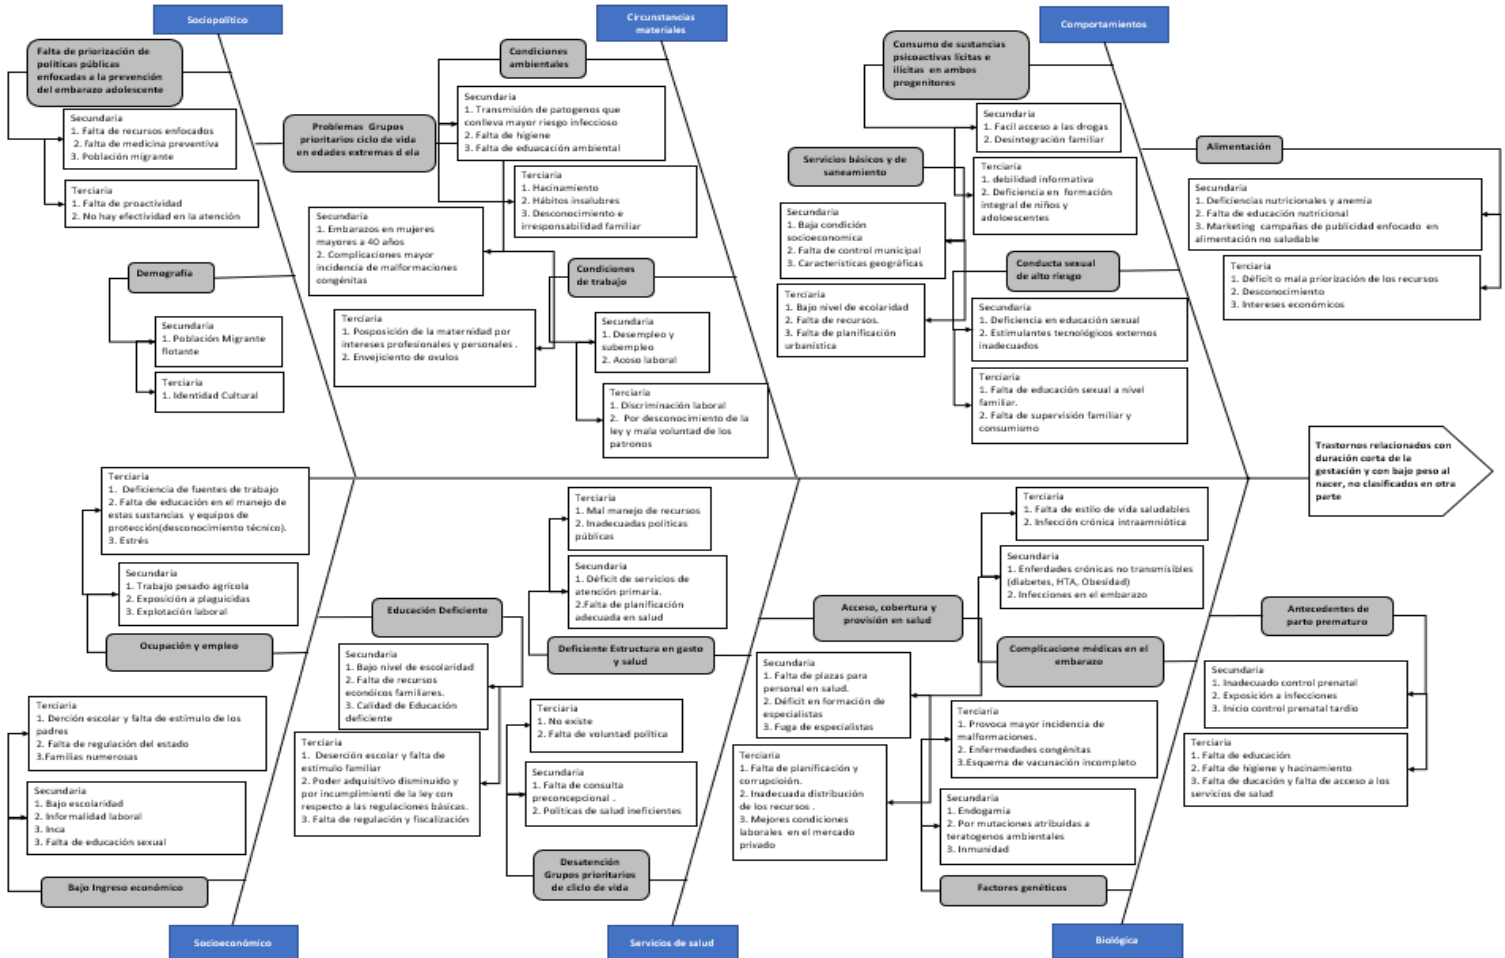 Sociopolítico
Circunstancias
materiales
Comportamientos
Falta de priorización de
políticas públicas
enfocadas a la prevención
del embarazo adolescente
Secundaria
1. Falta de recursos enfocados
2. falta de medicina preventiva
3. Población migrante
Terciaria
1. Falta de proactividad
2. No hay efectividad en la atención
Demografía
Secundaria
1. Población Migrante
flotante
Terciaria
1. Identidad Cultural
Problemas Grupos
prioritarios ciclo de vida
en edades extremas d ela
Secundaria
1. Embarazos en mujeres
mayores a 40 años
2. Complicaciones mayor
incidencia de malformaciones
congénitas
Terciaria
1. Posposición de la maternidad por
intereses profesionales y personales .
2. Envejiciento de ovulos
Condiciones
ambientales
Secundaria
1. Transmisión de patogenos que
conlleva mayor riesgo infeccioso
2. Falta de higiene
3. Falta de eduacación ambiental
Terciaria
1. Hacinamiento
2. Hábitos insalubres
3. Desconocimiento e
irresponsabilidad familiar
Condiciones
de trabajo
Secundaria
1. Desempleo y
subempleo
2. Acoso laboral
Terciaria
1. Discriminación laboral
2. Por desconocimiento de la
ley y mala voluntad de los
patronos
Consumo de sustancias
psicoactivas lícitas e
ilícitas en ambos
progenitores
Secundaria
1. Facil acceso a las drogas
2. Desintegración familiar
Terciaria
1. debilidad informativa
2. Deficiencia en formación
integral de niños y
adoloescentes
Servicios básicos y de
saneamiento
Secundaria
1. Baja condición
socioeconomica
2. Falta de control municipal
3. Características geográficas
Terciaria
1. Bajo nivel de ecolaridad
2. Falta de recursos.
3. Falta de planificación
urbanística
Conducta sexual
de alto riesgo
Secundaria
1. Deficiencia en educación sexual
2. Estimulantes tecnológicos externos
inadecuados
Terciaria
1. Falta de educación sexual a nivel
familiar.
2. Falta de supervisión familiar y
consumismo
Alimentación
Secundaria
1. Deficiencias nutricionales y anemia
2. Falta de educación nutricional
3. Marketing campañas de publicidad enfocado en
alimentación no saludable
Terciaria
1. Déficit o mala priorización de los recursos
2. Desconocimiento
3. Intereses económicos
Trastornos relacionados con
duración corta de la
gestación y con bajo peso al
nacer, no clasificados en otra
parte
Terciaria
1. Deficiencia de fuentes de trabajo
2. Falta de educación en el manejo de
estas sustancias y equipos de
protección(desconocimiento técnico).
3. Estrés
Secundaria
1. Trabajo pesado agrícola
2. Exposición a plaguicidas
3. Explotación laboral
Ocupación y empleo
Terciaria
1. Derción escolar y falta de estímulo de los
padres
2. Falta de regulación del estado
3.Familias numerosas
Secundaria
1. Bajo escolaridad
2. Informalidad laboral
3. Inca
3. Falta de educación sexual
Bajo Ingreso económico
Educación Deficiente
Secundaria
1. Bajo nivel de escolaridad
2. Falta de recursos
econóicos familiares.
3. Calidad de Educación
deficiente
Terciaria
1. Deserción escolar y falta de
estimulo familiar
2. Poder adquisitivo disminuido y
por incumplimenti de la ley con
respecto a las regulaciones básicas.
3. Falta de regulación y fiscalización
Terciaria
1. Mal manejo de recursos
2. Inadecuadas políticas
públicas
Secundaria
1. Déficit de servicios de
atención primaria.
2.Falta de planificación
adecuada en salud
Deficiente Estructura en gasto
y salud
Terciaria
1. No existe
2. Falta de voluntad política
Secundaria
1. Falta de consulta
preconcepcional .
2. Políticas de salud ineficientes
Desatención
Grupos prioritarios
de cliclo de vida
Acceso, cobertura y
provisión en salud
Secundaria
1. Falta de plazas para
personal en salud.
2. Déficit en formación de
especialistas
3. Fuga de especialistas
Terciaria
1. Falta de planificación y
corrupcioión.
2. Inadecuada distribución
de los recursos .
3. Mejores condiciones
laborales en el mercado
privado
Terciaria
1. Falta de estilo de vida saludables
2. Infección crónica intraamniótica
Secundaria
1. Enferdades crónicas no transmisibles
(diabetes, HTA, Obesidad)
2. Infecciones en el embarazo
Complicacione médicas en el
embarazo
Terciaria
1. Provoca mayor incidencia de
malformaciones.
2. Enfermedades congénitas
3.Esquema de vacunación incompleto
Secundaria
1. Endogamia
2. Por mutaciones atribuidas a
teratogenos ambientales
3. Inmunidad
Factores genéticos
Antecedentes de
parto prematuro
Secundaria
1. Inadecuado control prenatal
2. Exposición a infecciones
3. Inicio control prenatal tardío
Terciaria
1. Falta de educación
2. Falta de higiene y hacinamiento
3. Falta de ducación y falta de acceso a los
servicios de salud
Socioeconómico
Servicios de salud
Biológica